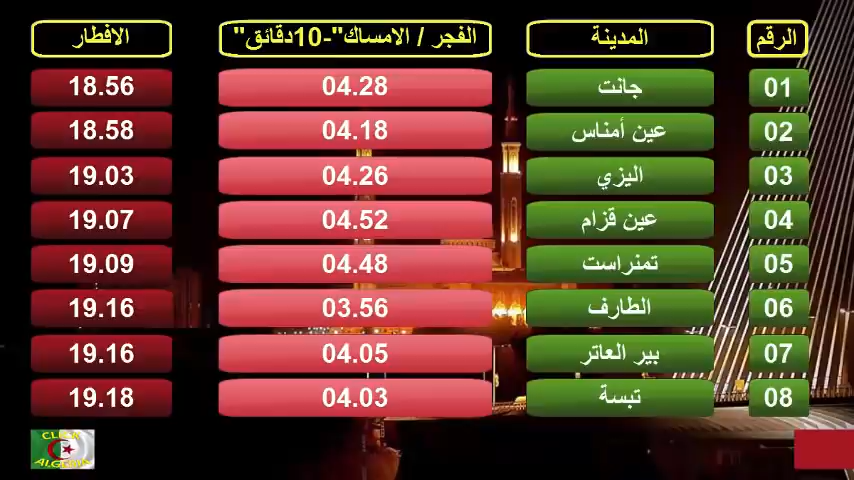 الرقم المدينة الفجر / الامساك"-10دقائق" الافطار
01 جانت 04.28 18.56
02 عين أمناس 04.18 18.58
03 اليزي 04.26 19.03
04 عين قزام 04.52 19.07
05 تمنراست 04.48 19.09
06 الطارف 03.56 19.16
07 بير العاتر 04.05 19.16
08 تبسة 04.03 19.18
ALGERIA